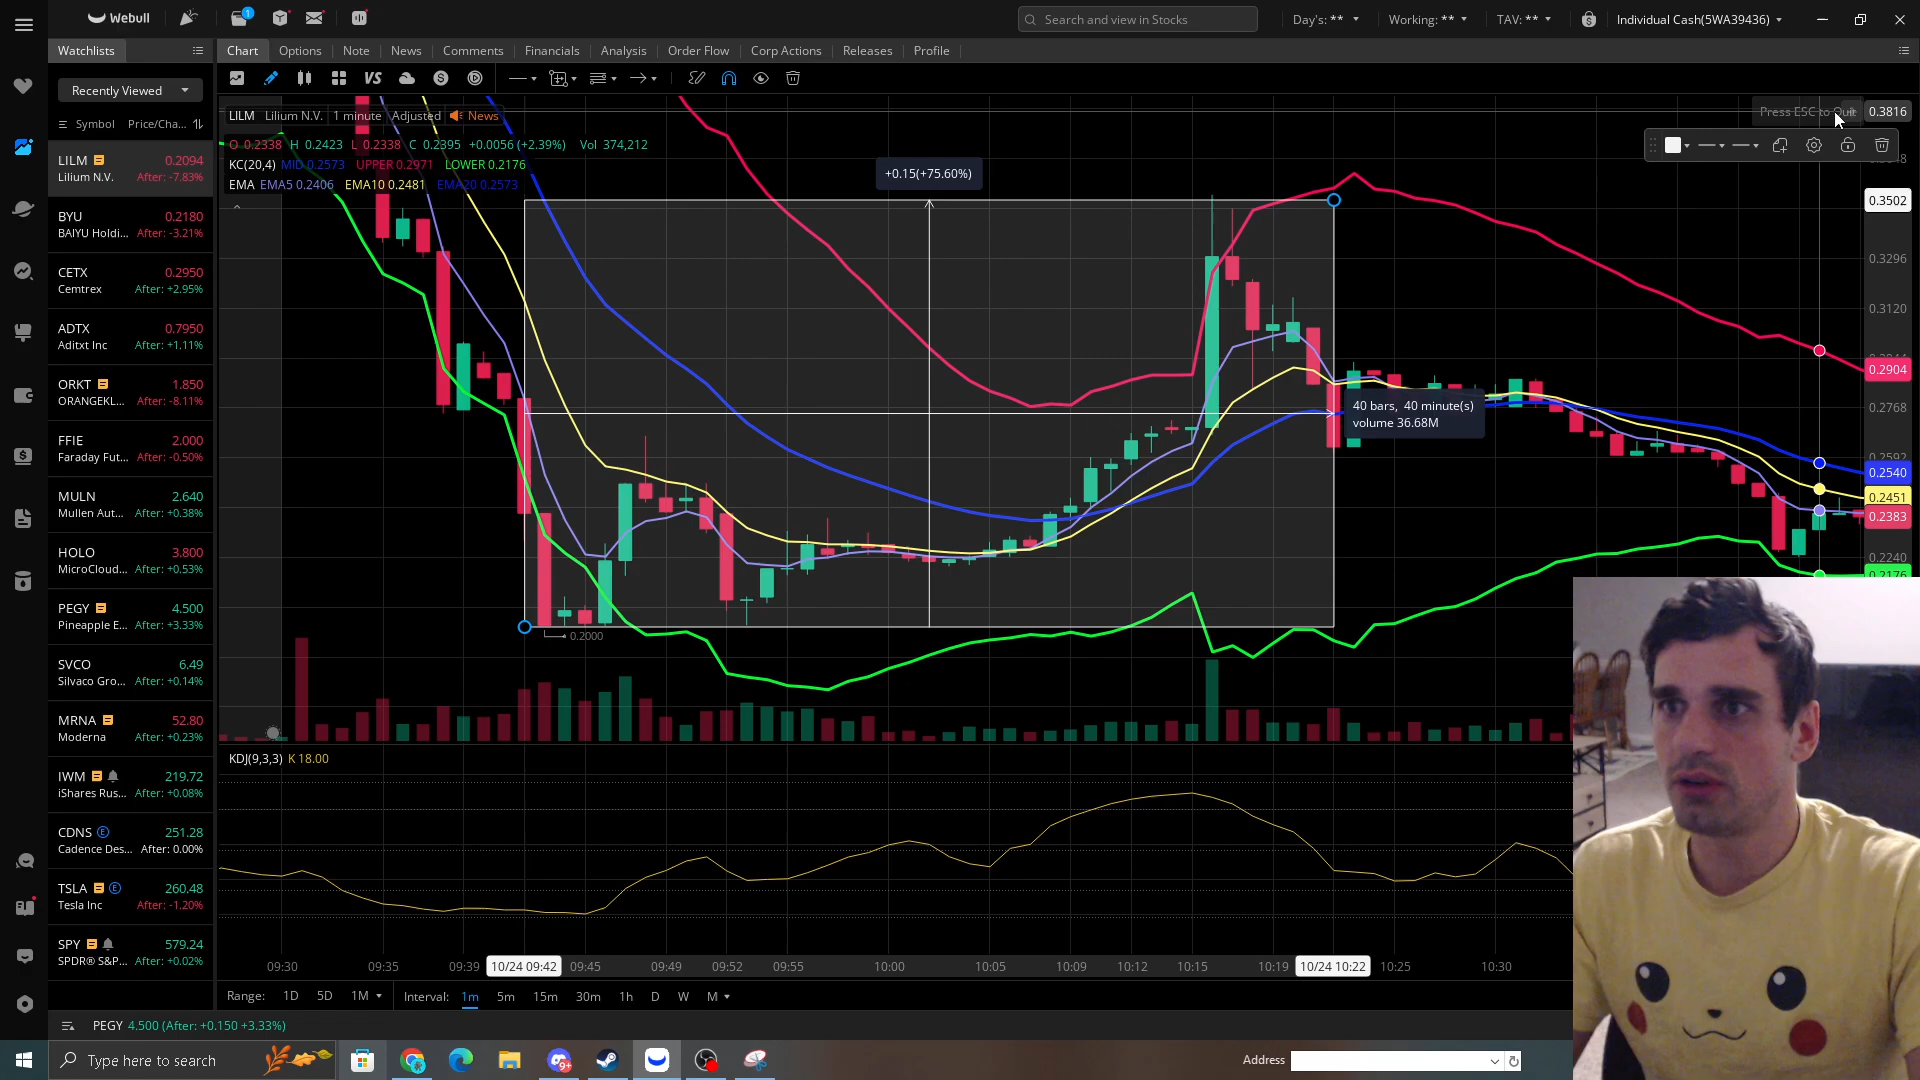 Webull
1
Search and view in Stocks
Day's: **
Working: **
TAV: **
Individual Cash(5WA39436)
Watchlists
Chart
Options
Note
News
Comments
Financials
Analysis
Order Flow
Corp Actions
Releases
Profile
Recently Viewed
VS
S
Symbol Price/Cha...
LILM Lilium N.V. 1 minute Adjusted News
O 0.2338 H 0.2423 L 0.2338 C 0.2395 +0.0056 (+2.39%) Vol 374,212
KC(20,4) MID 0.2573 UPPER 0.2971 LOWER 0.2176
EMA EMA5 0.2406 EMA10 0.2481 EMA20 0.2573
+0.15(+75.60%)
40 bars, 40 minute(s)
volume 36.68M
0.2000
0.3816
0.3502
0.3296
0.3120
0.2904
0.2768
0.2592
0.2540
0.2451
0.2383
0.2240
0.2176
LILM 0.2094
Lilium N.V. After: -7.83%
BYU 0.2180
BAIYU Holdi... After: -3.21%
CETX 0.2950
Cemtrex After: +2.95%
ADTX 0.7950
Aditxt Inc After: +1.11%
ORKT 1.850
ORANGEKL... After: -8.11%
FFIE 2.000
Faraday Fut... After: -0.50%
MULN 2.640
Mullen Aut... After: +0.38%
HOLO 3.800
MicroCloud... After: +0.53%
PEGY 4.500
Pineapple E... After: +3.33%
SVCO 6.49
Silvaco Gro... After: +0.14%
MRNA 52.80
Moderna After: +0.23%
IWM 219.72
iShares Rus... After: +0.08%
CDNS E 251.28
Cadence Des... After: 0.00%
TSLA E 260.48
Tesla Inc After: -1.20%
SPY 579.24
SPDR® S&P... After: +0.02%
KDJ(9,3,3) K 18.00
09:30 09:35 09:39 10/24 09:42 09:45 09:49 09:52 09:55 10:00 10:05 10:09 10:12 10:15 10:19 10/24 10:22 10:25 10:30
Range: 1D 5D 1M Interval: 1m 5m 15m 30m 1h D W M
PEGY 4.500 (After: +0.150 +3.33%)
Type here to search
9+
Address